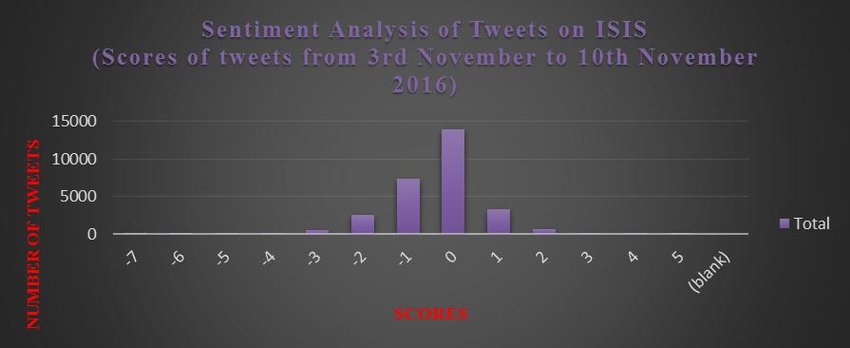 Sentiment Analysis of Tweets on ISIS
(Scores of tweets from 3rd November to 10th November
2016)
NUMBER OF TWEETS
15000
10000
5000
0
-7 -6 -5 -4 -3 -2 -1 0 1 2 3 4 5 (blank)
Total
SCORES